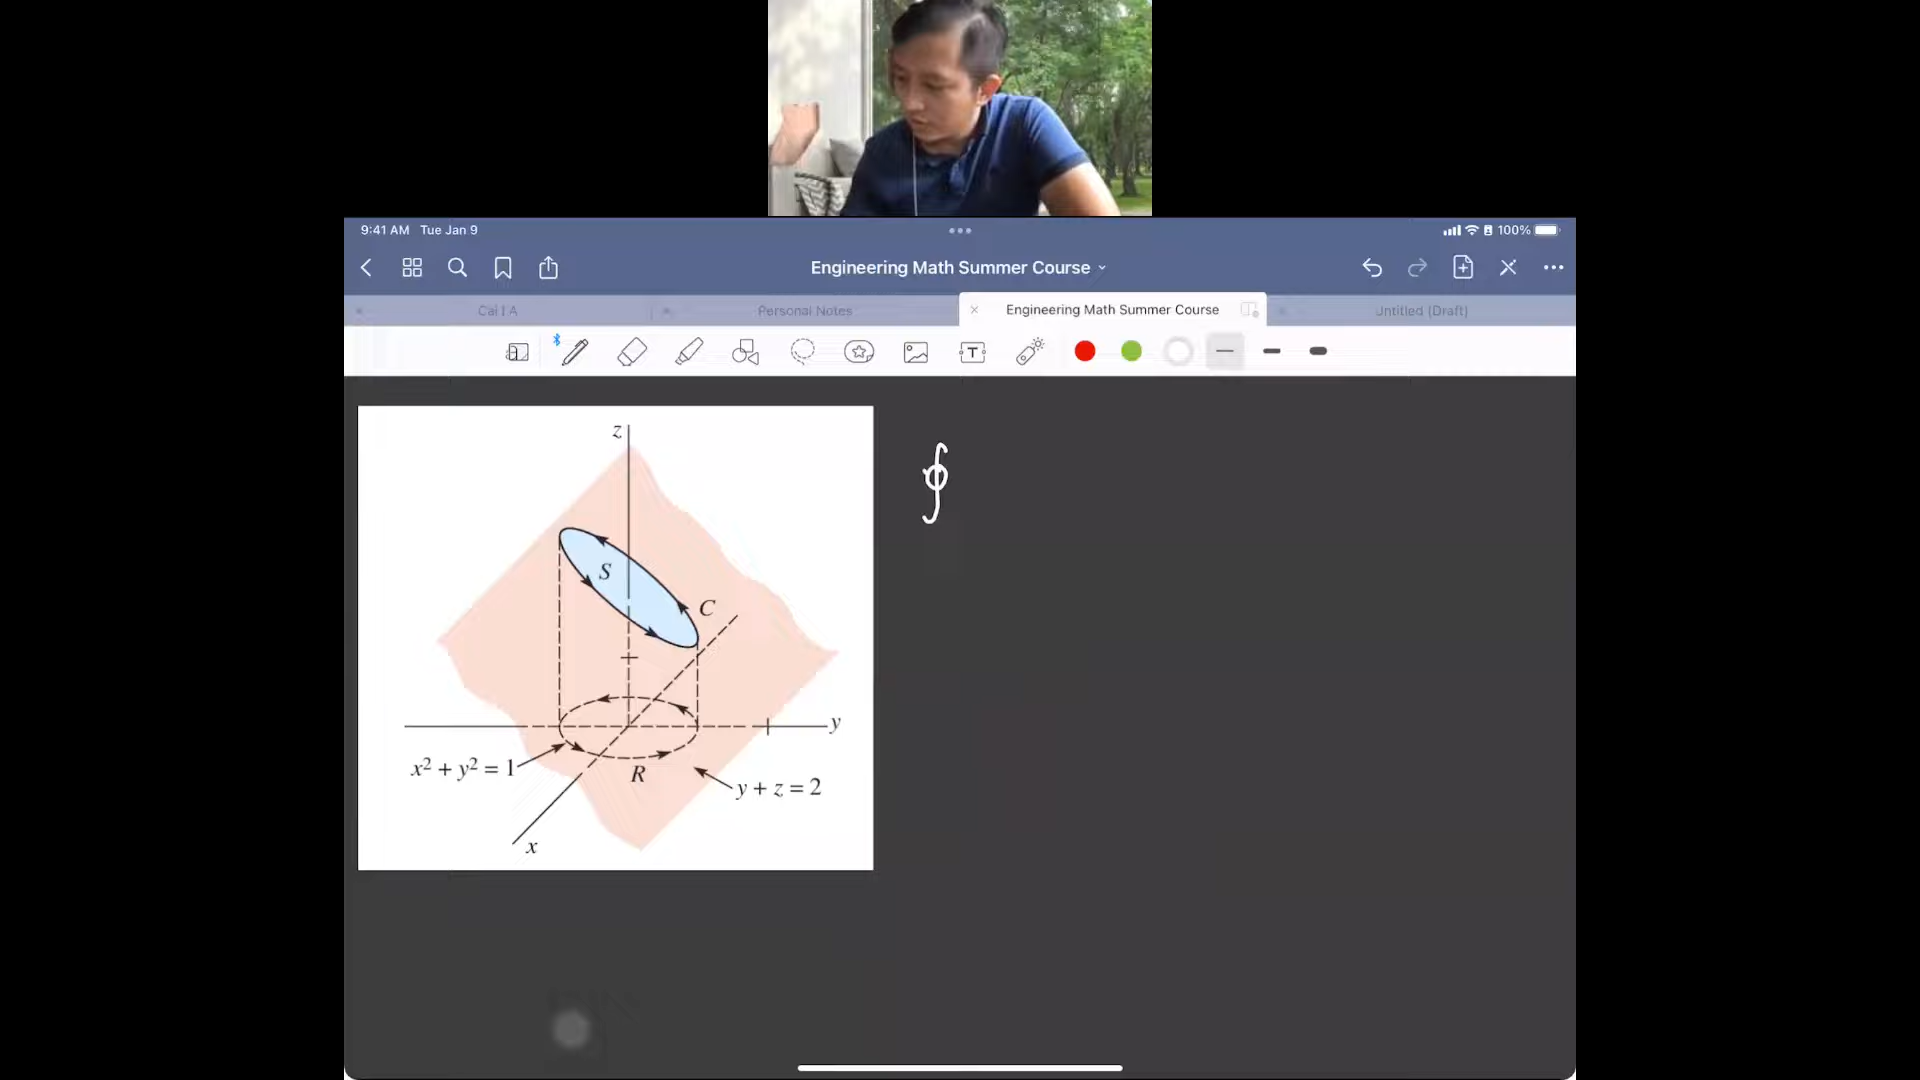 9:41 AM Tue Jan 9
100%
Engineering Math Summer Course
Cal I A
Personal Notes
Engineering Math Summer Course
Untitled (Draft)
a
T
z
S
C
y
x² + y² = 1
R
y + z = 2
x
∮